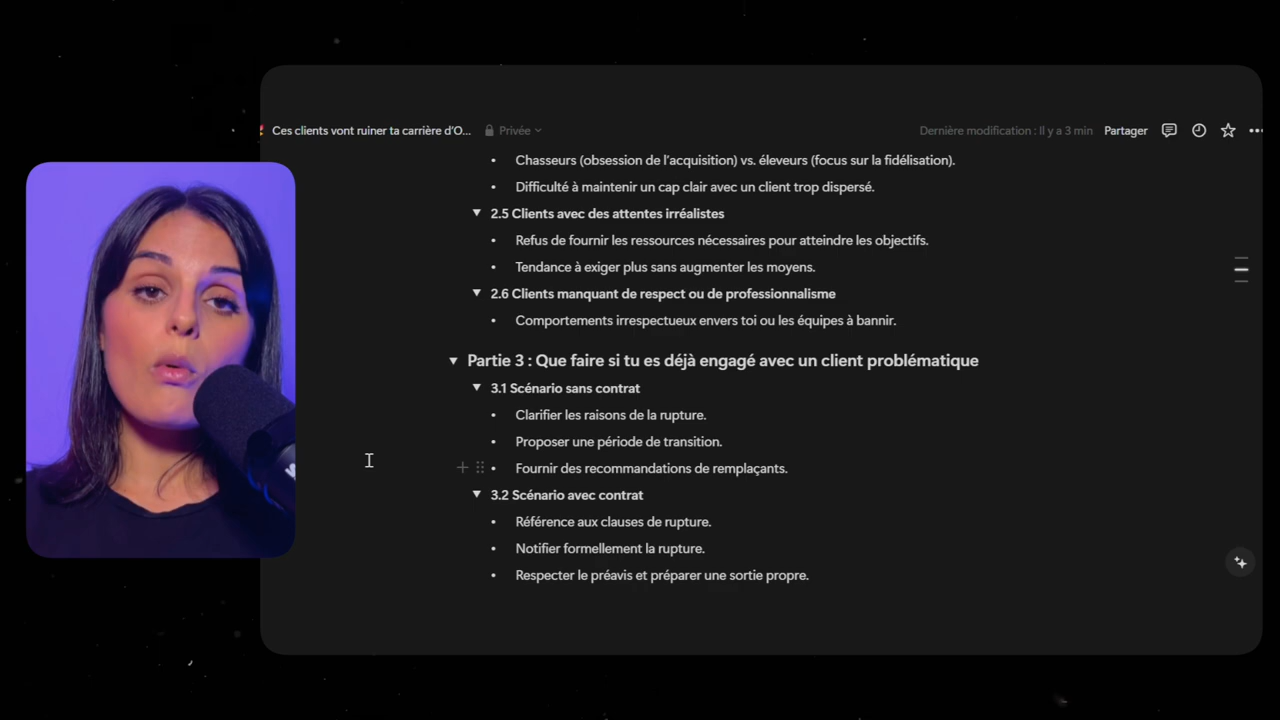 Ces clients vont ruiner ta carrière d'O... Privée Dernière modification : Il y a 3 min Partager
• Chasseurs (obsession de l'acquisition) vs. éleveurs (focus sur la fidélisation).
• Difficulté à maintenir un cap clair avec un client trop dispersé.
2.5 Clients avec des attentes irréalistes
• Refus de fournir les ressources nécessaires pour atteindre les objectifs.
• Tendance à exiger plus sans augmenter les moyens.
2.6 Clients manquant de respect ou de professionnalisme
• Comportements irrespectueux envers toi ou les équipes à bannir.
Partie 3 : Que faire si tu es déjà engagé avec un client problématique
3.1 Scénario sans contrat
• Clarifier les raisons de la rupture.
• Proposer une période de transition.
• Fournir des recommandations de remplaçants.
3.2 Scénario avec contrat
• Référence aux clauses de rupture.
• Notifier formellement la rupture.
• Respecter le préavis et préparer une sortie propre.